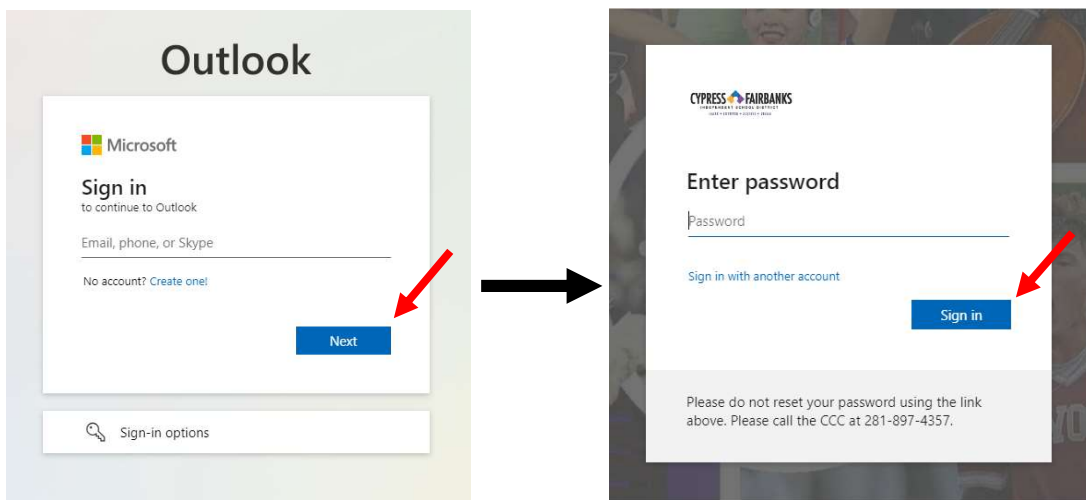 Outlook
Microsoft
Sign in
to continue to Outlook
Email, phone, or Skype
No account? Create one!
Next
Sign-in options
CYPRESS FAIRBANKS
INDEPENDENT SCHOOL DISTRICT
Enter password
Password
Sign in with another account
Sign in
Please do not reset your password using the link
above. Please call the CCC at 281-897-4357.